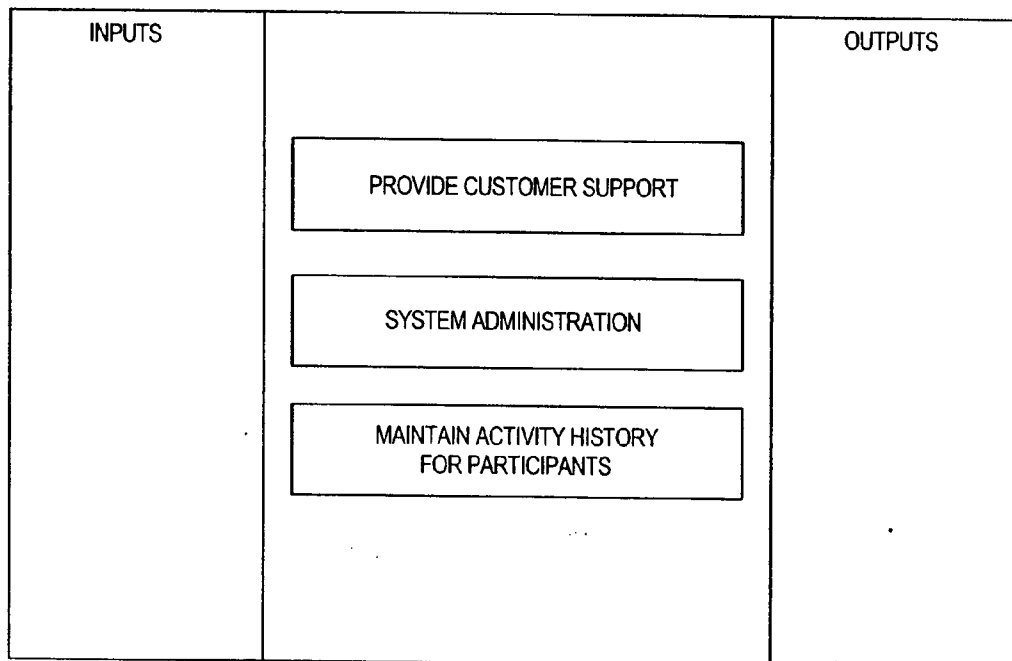 INPUTS
OUTPUTS
PROVIDE CUSTOMER SUPPORT
SYSTEM ADMINISTRATION
MAINTAIN ACTIVITY HISTORY
FOR PARTICIPANTS